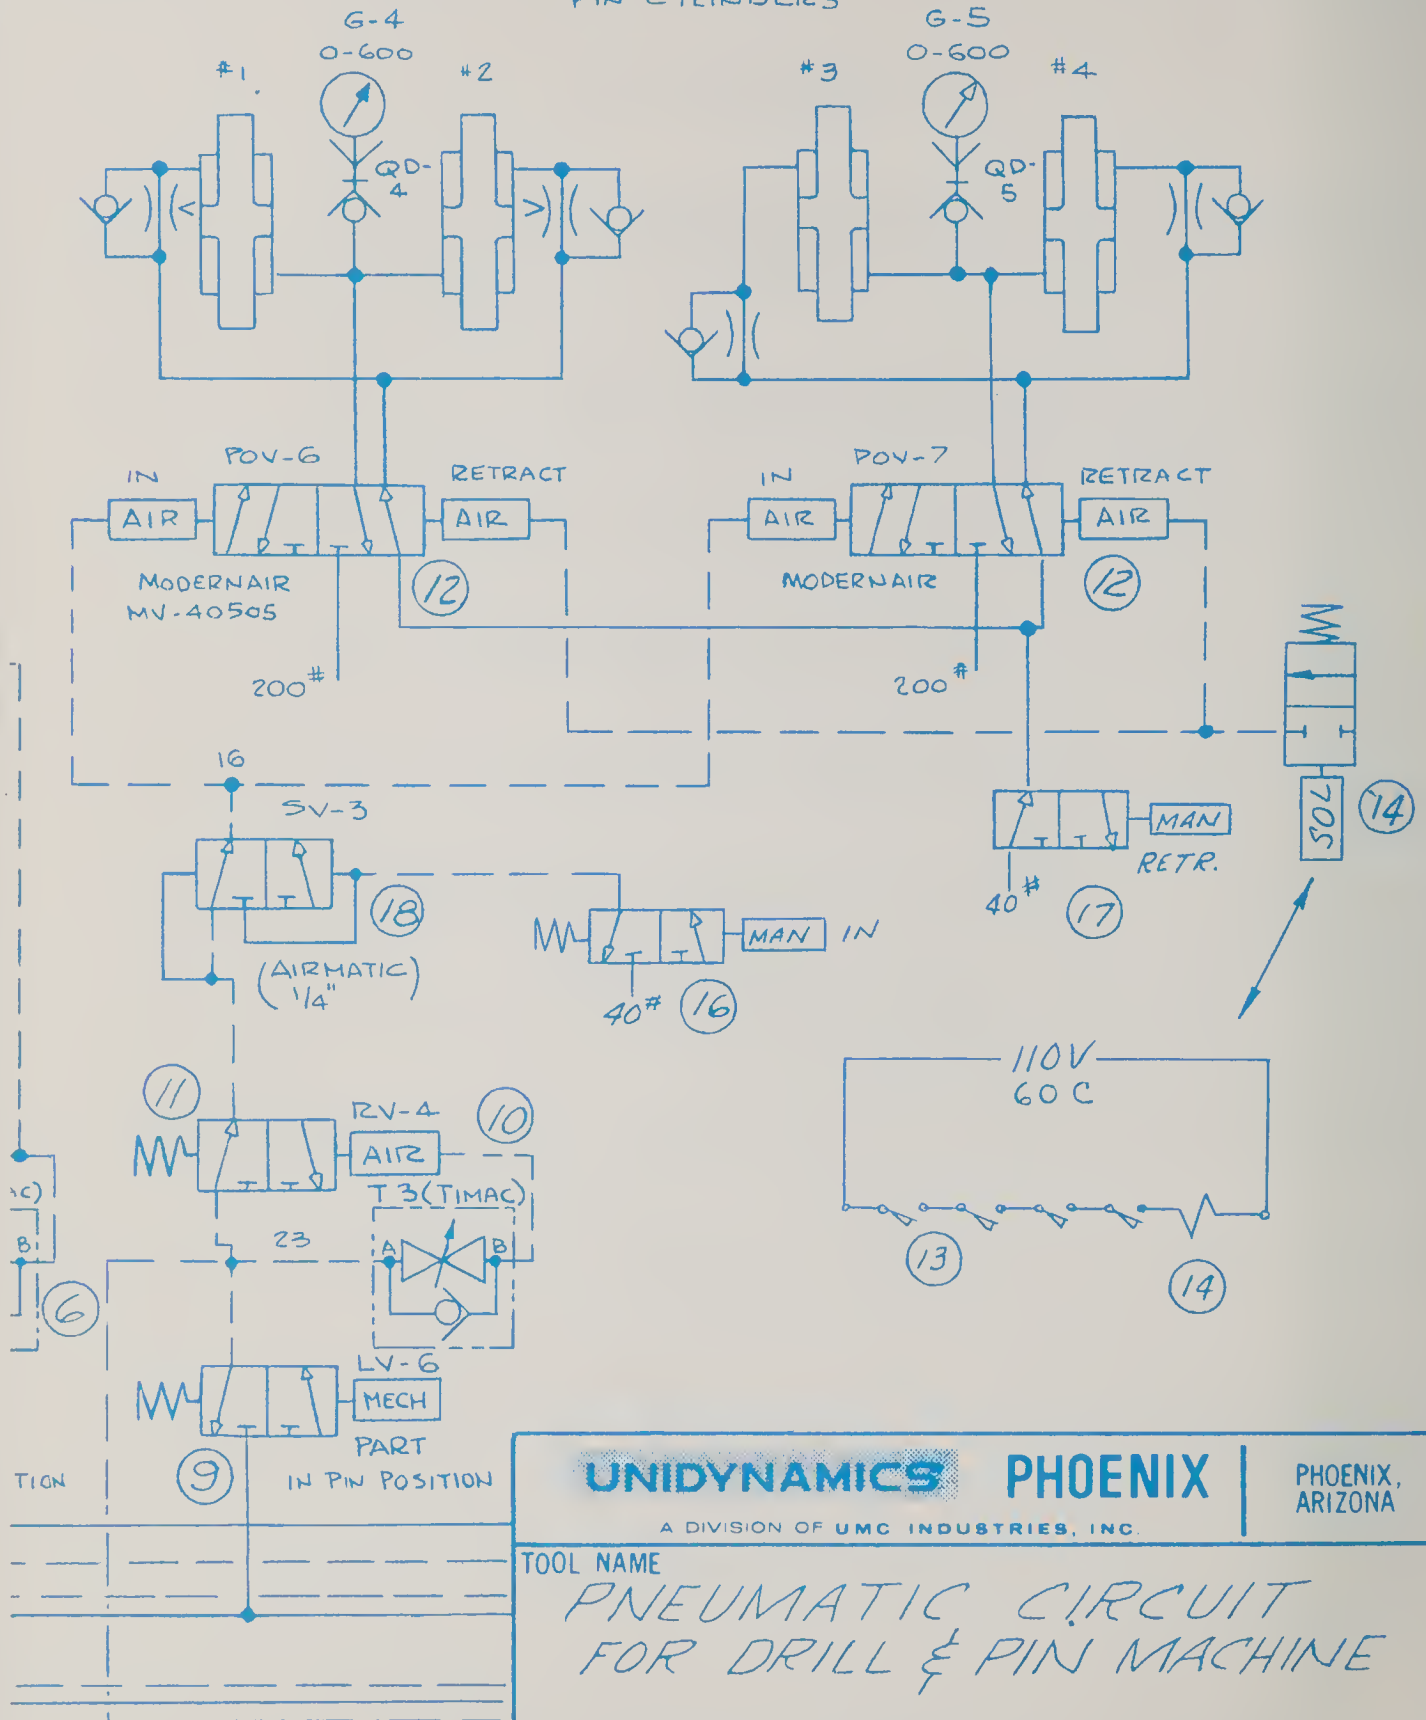 PIN CYLINDERS
G-4
0-600
G-5
0-600
#1
#2
#3
#4
QD-
4
QD-
5
POV-6
IN
RETRACT
AIR
AIR
POV-7
IN
RETRACT
AIR
AIR
MODERNAIR
MV-40505
12
MODERNAIR
12
200#
200#
16
SV-3
SOL
14
MAN
RETR.
40#
17
18
(AIRMATIC)
1/4"
MAN
IN
40#
16
110V
60 C
11
RV-4
10
AIR
T3(TIMAC)
C)
23
A
B
B
6
13
14
LV-6
MECH
PART
IN PIN POSITION
9
TION
UNIDYNAMICS PHOENIX
PHOENIX,
ARIZONA
A DIVISION OF UMC INDUSTRIES, INC.
TOOL NAME
PNEUMATIC CIRCUIT
FOR DRILL & PIN MACHINE